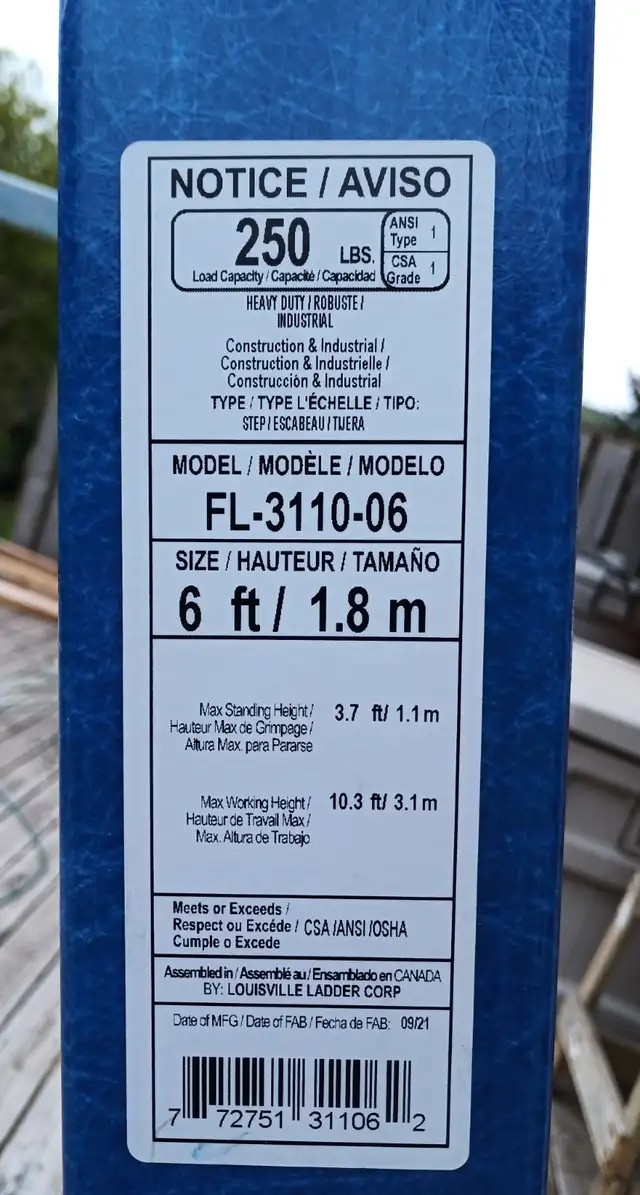 NOTICE / AVISO
250 LBS.
Load Capacity / Capacité / Capacidad
ANSI Type 1
CSA Grade 1
HEAVY DUTY / ROBUSTE /
INDUSTRIAL
Construction & Industrial /
Construction & Industrielle /
Construcción & Industrial
TYPE / TYPE L'ÉCHELLE / TIPO:
STEP / ESCABEAU / TIJERA
MODEL / MODÈLE / MODELO
FL-3110-06
SIZE / HAUTEUR / TAMAÑO
6 ft / 1.8 m
Max Standing Height / 3.7 ft/ 1.1 m
Hauteur Max de Grimpage /
Altura Max. para Pararse
Max Working Height / 10.3 ft/ 3.1 m
Hauteur de Travail Max /
Max. Altura de Trabajo
Meets or Exceeds /
Respect ou Excéde / CSA /ANSI /OSHA
Cumple o Excede
Assembled in / Assemblé au / Ensamblado en CANADA
BY: LOUISVILLE LADDER CORP
Date of MFG / Date of FAB / Fecha de FAB: 09/21
7 72751 31106 2